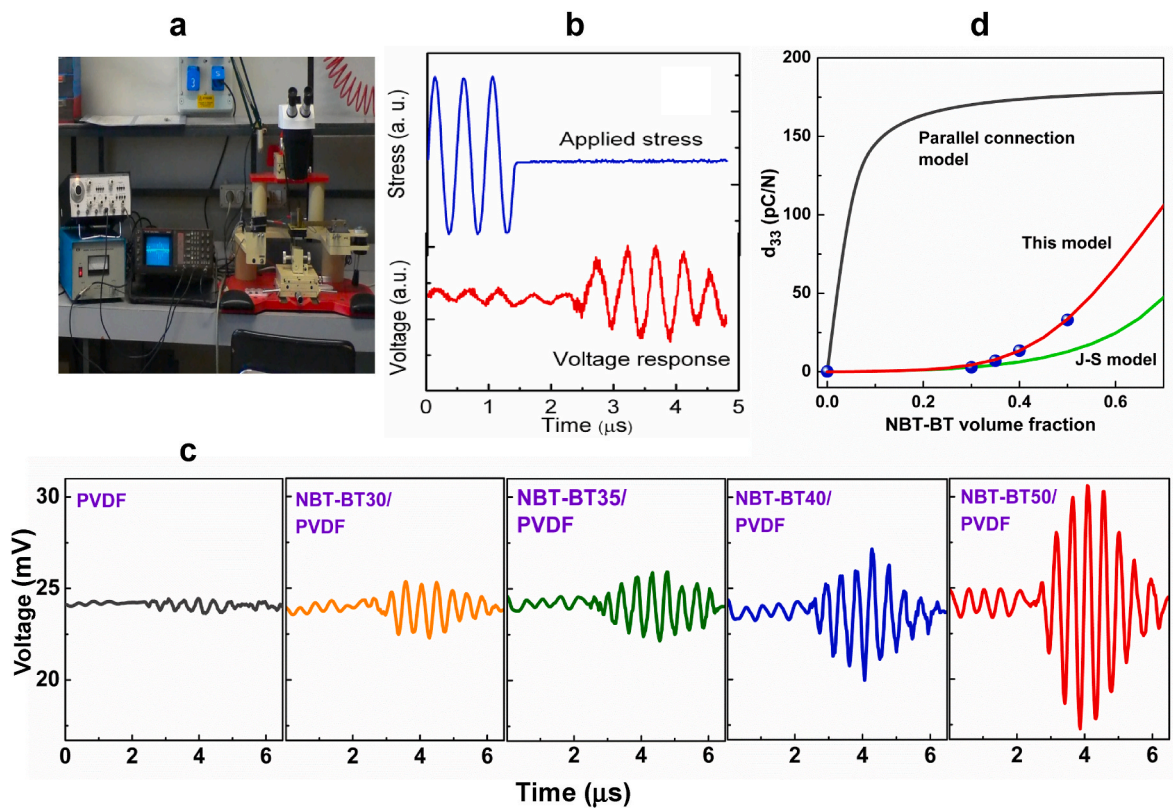 a
b
d
Stress (a. u.)
Applied stress
Voltage (a.u.)
Voltage response
0
1
2
3
4
5
Time (μs)
200
150
100
50
0
d33 (pC/N)
Parallel connection
model
This model
J-S model
0.0
0.2
0.4
0.6
NBT-BT volume fraction
c
30
25
20
Voltage (mV)
PVDF
NBT-BT30/
PVDF
NBT-BT35/
PVDF
NBT-BT40/
PVDF
NBT-BT50/
PVDF
0 2 4 6
2 4 6
2 4 6
2 4 6
2 4 6
Time (μs)